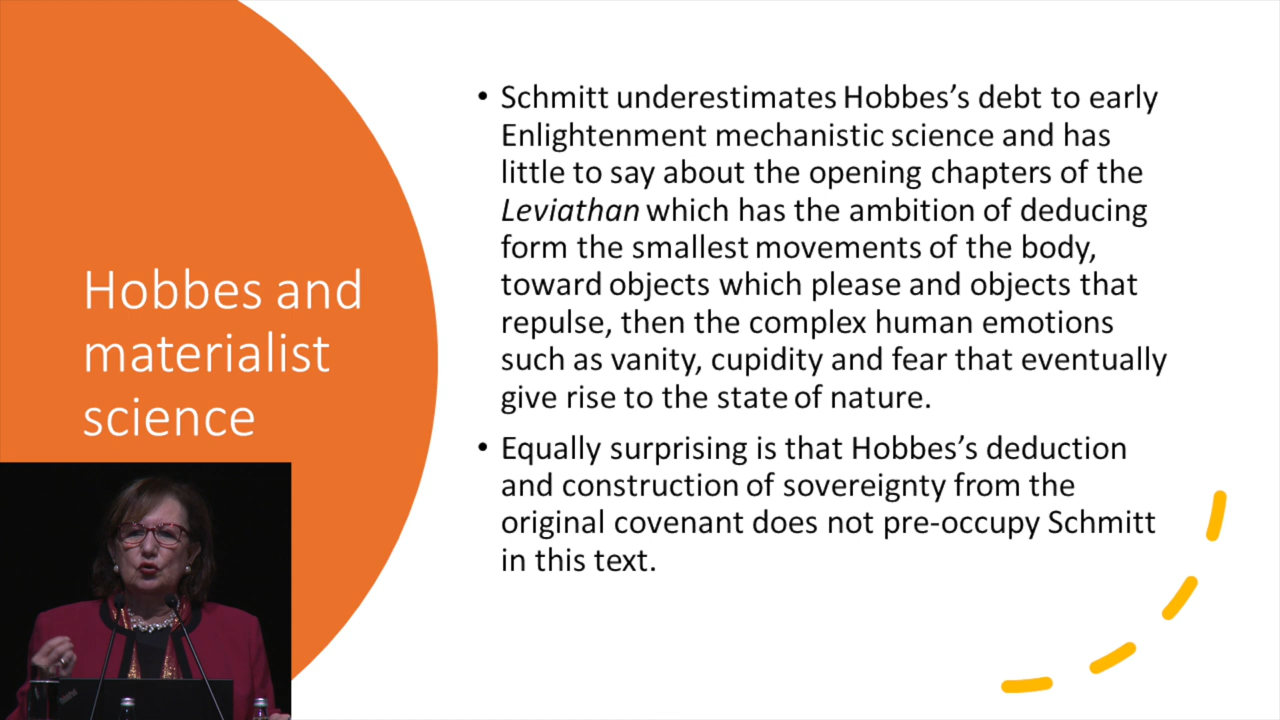 Hobbes and
materialist
science
• Schmitt underestimates Hobbes’s debt to early
Enlightenment mechanistic science and has
little to say about the opening chapters of the
Leviathan which has the ambition of deducing
form the smallest movements of the body,
toward objects which please and objects that
repulse, then the complex human emotions
such as vanity, cupidity and fear that eventually
give rise to the state of nature.
• Equally surprising is that Hobbes’s deduction
and construction of sovereignty from the
original covenant does not pre-occupy Schmitt
in this text.